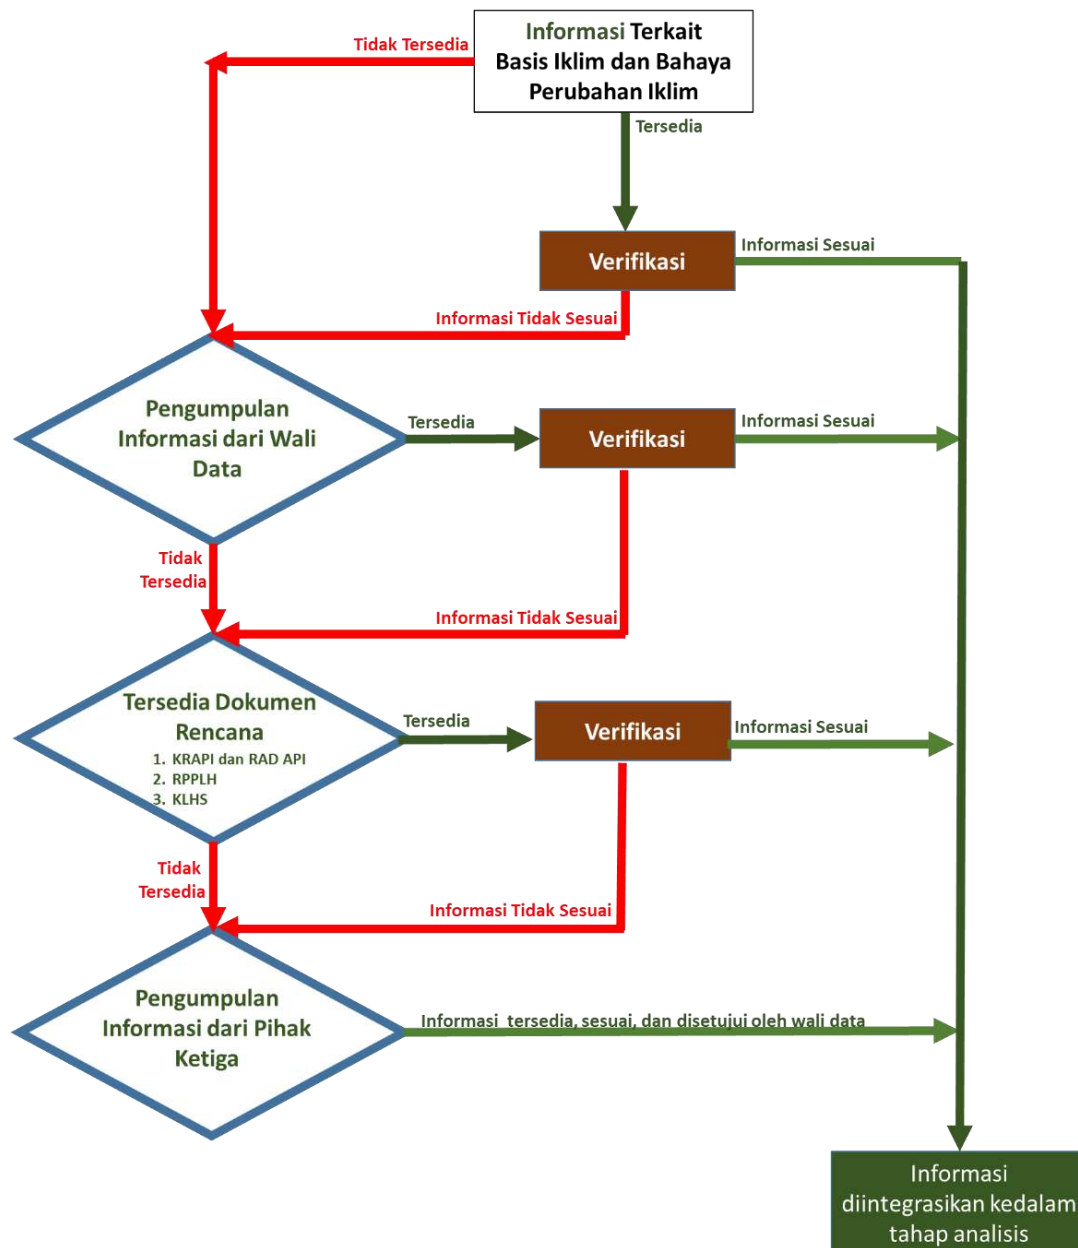 Informasi Terkait
Basis Iklim dan Bahaya
Perubahan Iklim
Tidak Tersedia
Tersedia
Verifikasi
Informasi Sesuai
Informasi Tidak Sesuai
Pengumpulan
Informasi dari Wali
Data
Tersedia
Verifikasi
Informasi Sesuai
Tidak
Tersedia
Informasi Tidak Sesuai
Tersedia Dokumen
Rencana
1. KRAPI dan RAD API
2. RPPLH
3. KLHS
Tersedia
Verifikasi
Informasi Sesuai
Tidak
Tersedia
Informasi Tidak Sesuai
Pengumpulan
Informasi dari Pihak
Ketiga
Informasi tersedia, sesuai, dan disetujui oleh wali data
Informasi
diintegrasikan kedalam
tahap analisis